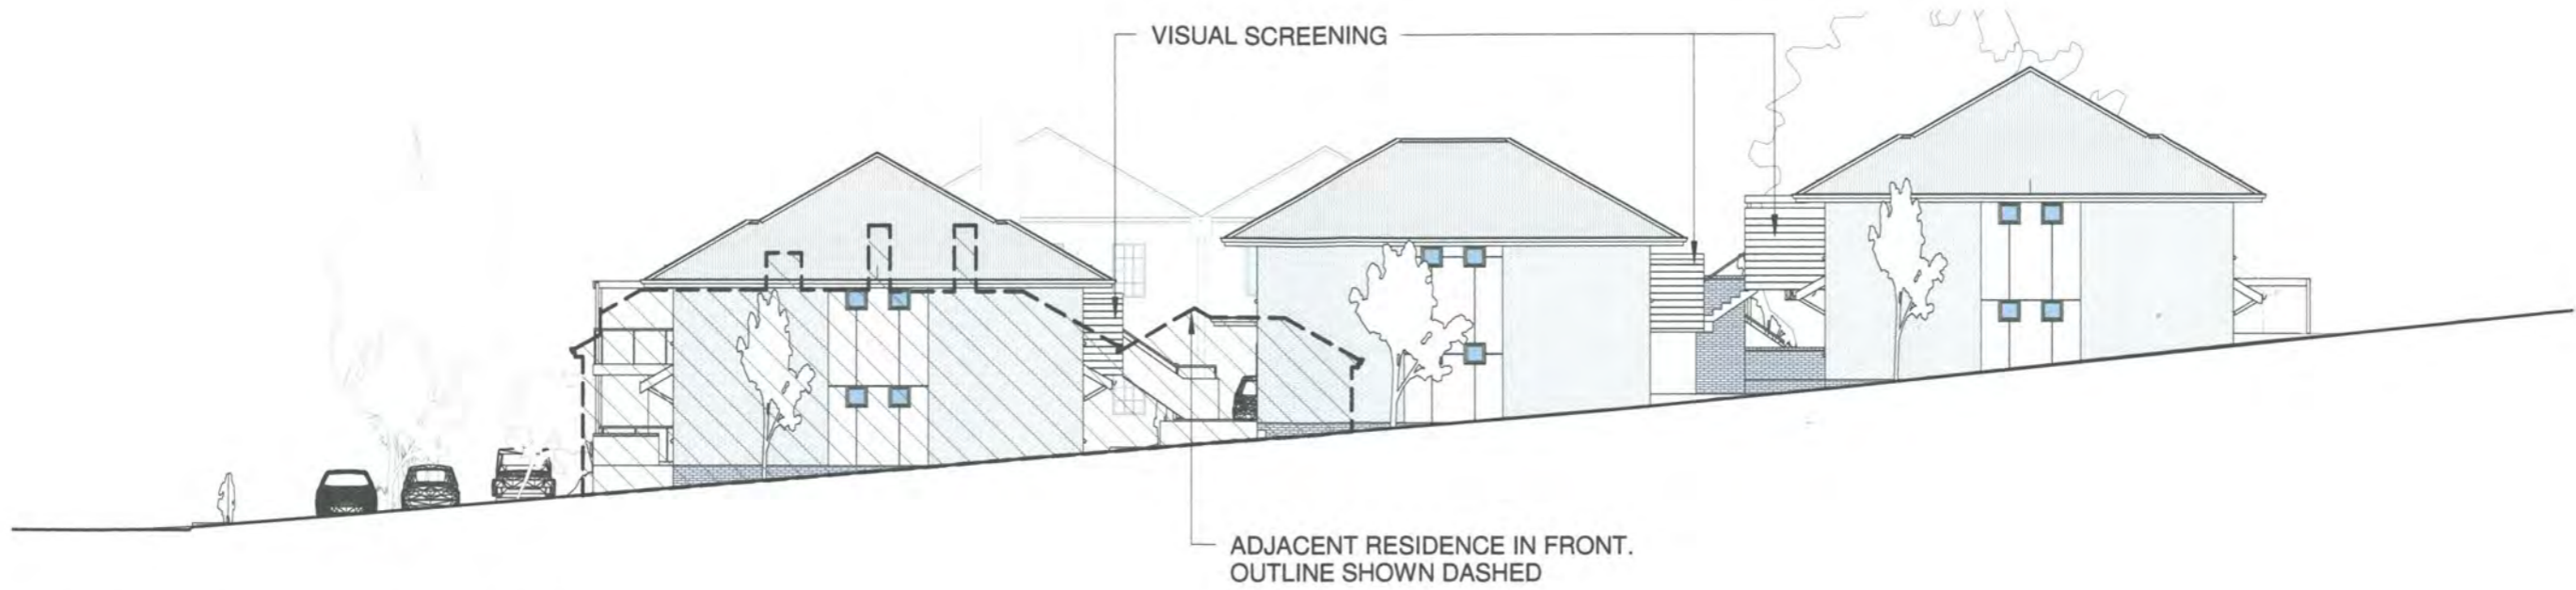 VISUAL SCREENING
ADJACENT RESIDENCE IN FRONT.
OUTLINE SHOWN DASHED